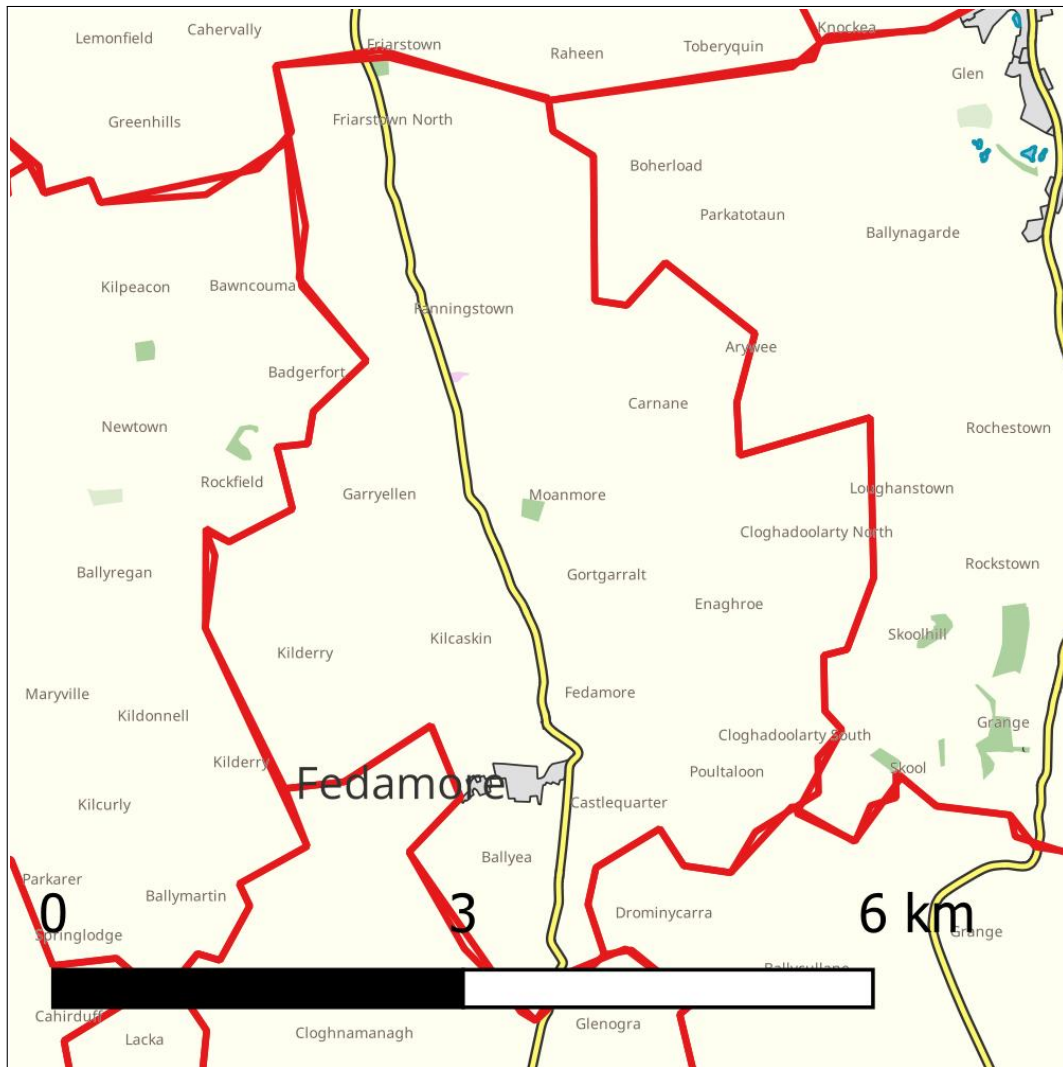 Cahervally
Knockea
Lemonfield
Friarstown
Toberyquin
Raheen
Glen
Greenhills
Friarstown North
Boherload
Parkatotaun
Ballynagarde
Kilpeacon
Bawncouma
Fanningstown
Arywee
Badgerfort
Carnane
Newtown
Rochestown
Rockfield
Garryellen
Moanmore
Loughanstown
Cloghadoolarty North
Ballyregan
Gortgarralt
Rockstown
Enaghroe
Skoolhill
Kilcaskin
Kilderry
Maryville
Fedamore
Kildonnell
Grange
Cloghadoolarty South
Kilderry
Skool
Poultaloon
Fedamore
Kilcurly
Castlequarter
Ballyea
Parkarer
Ballymartin
Drominycarra
0 3 6 km
Springlodge
Grange
Ballycullane
Cahirduff
Glenogra
Cloghnamanagh
Lacka